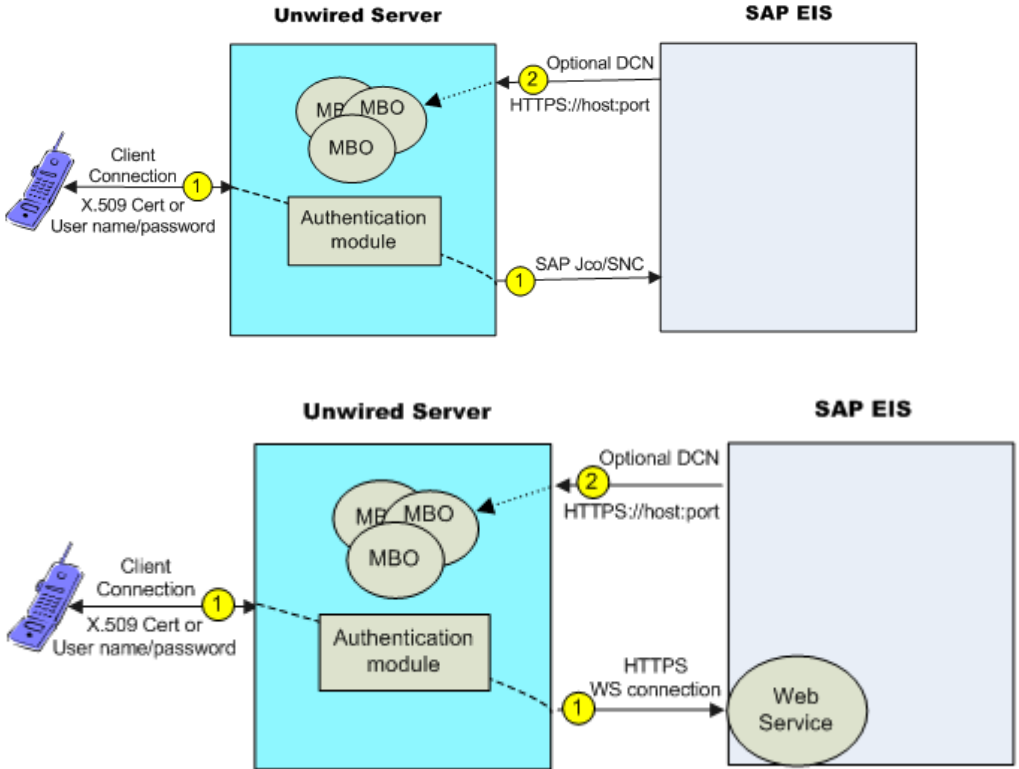 Unwired Server
SAP EIS
Optional DCN
2
HTTPS://host:port
MBO
MBO
Client
Connection
1
X.509 Cert or
User name/password
Authentication
module
SAP Jco/SNC
1
Unwired Server
SAP EIS
Optional DCN
2
HTTPS://host:port
MBO
MBO
Client
Connection
1
X.509 Cert or
User name/password
Authentication
module
HTTPS
WS connection
1
Web
Service